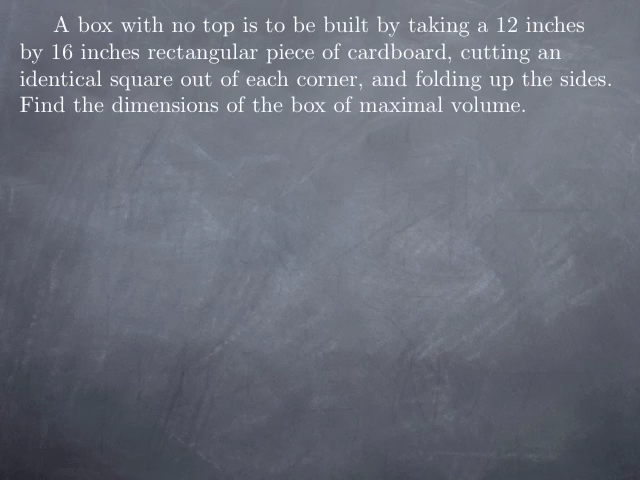 A box with no top is to be built by taking a 12 inches
by 16 inches rectangular piece of cardboard, cutting an
identical square out of each corner, and folding up the sides.
Find the dimensions of the box of maximal volume.